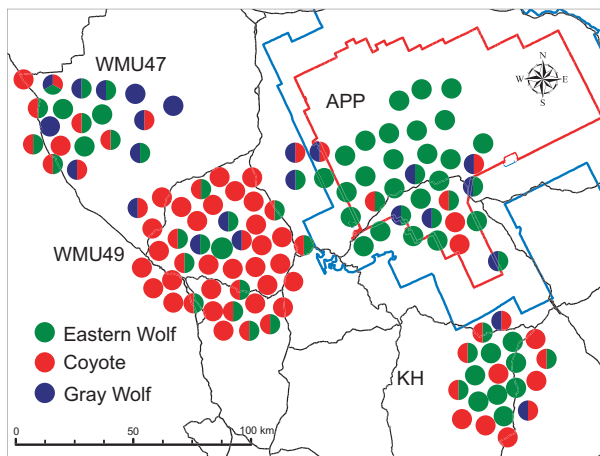 WMU47
APP
N
W E
S
WMU49
Eastern Wolf
Coyote
Gray Wolf
KH
0 50 100 km